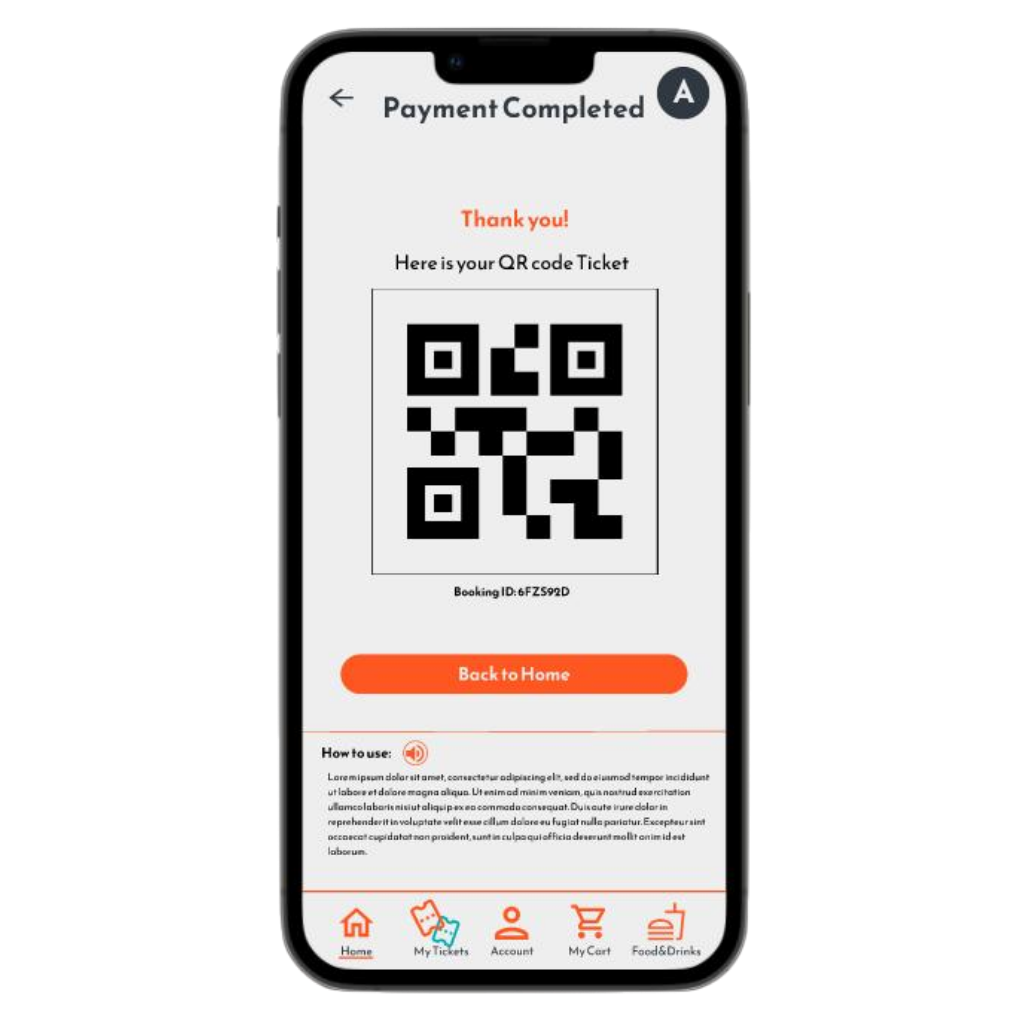 Payment Completed
A
Thank you!
Here is your QR code Ticket
Booking ID: 6FZS92D
Back to Home
How to use:
Lorem ipsum dolor sit amet, consectetur adipiscing elit, sed do eiusmod tempor incididunt
ut labore et dolore magna aliqua. Ut enim ad minim veniam, quis nostrud exercitation
ullamco laboris nisi ut aliquip ex ea commodo consequat. Duis aute irure dolor in
reprehenderit in voluptate velit esse cillum dolore eu fugiat nulla pariatur. Excepteur sint
occaecat cupidatat non proident, sunt in culpa qui officia deserunt mollit anim id est
laborum.
Home
My Tickets
Account
My Cart
Food&Drinks